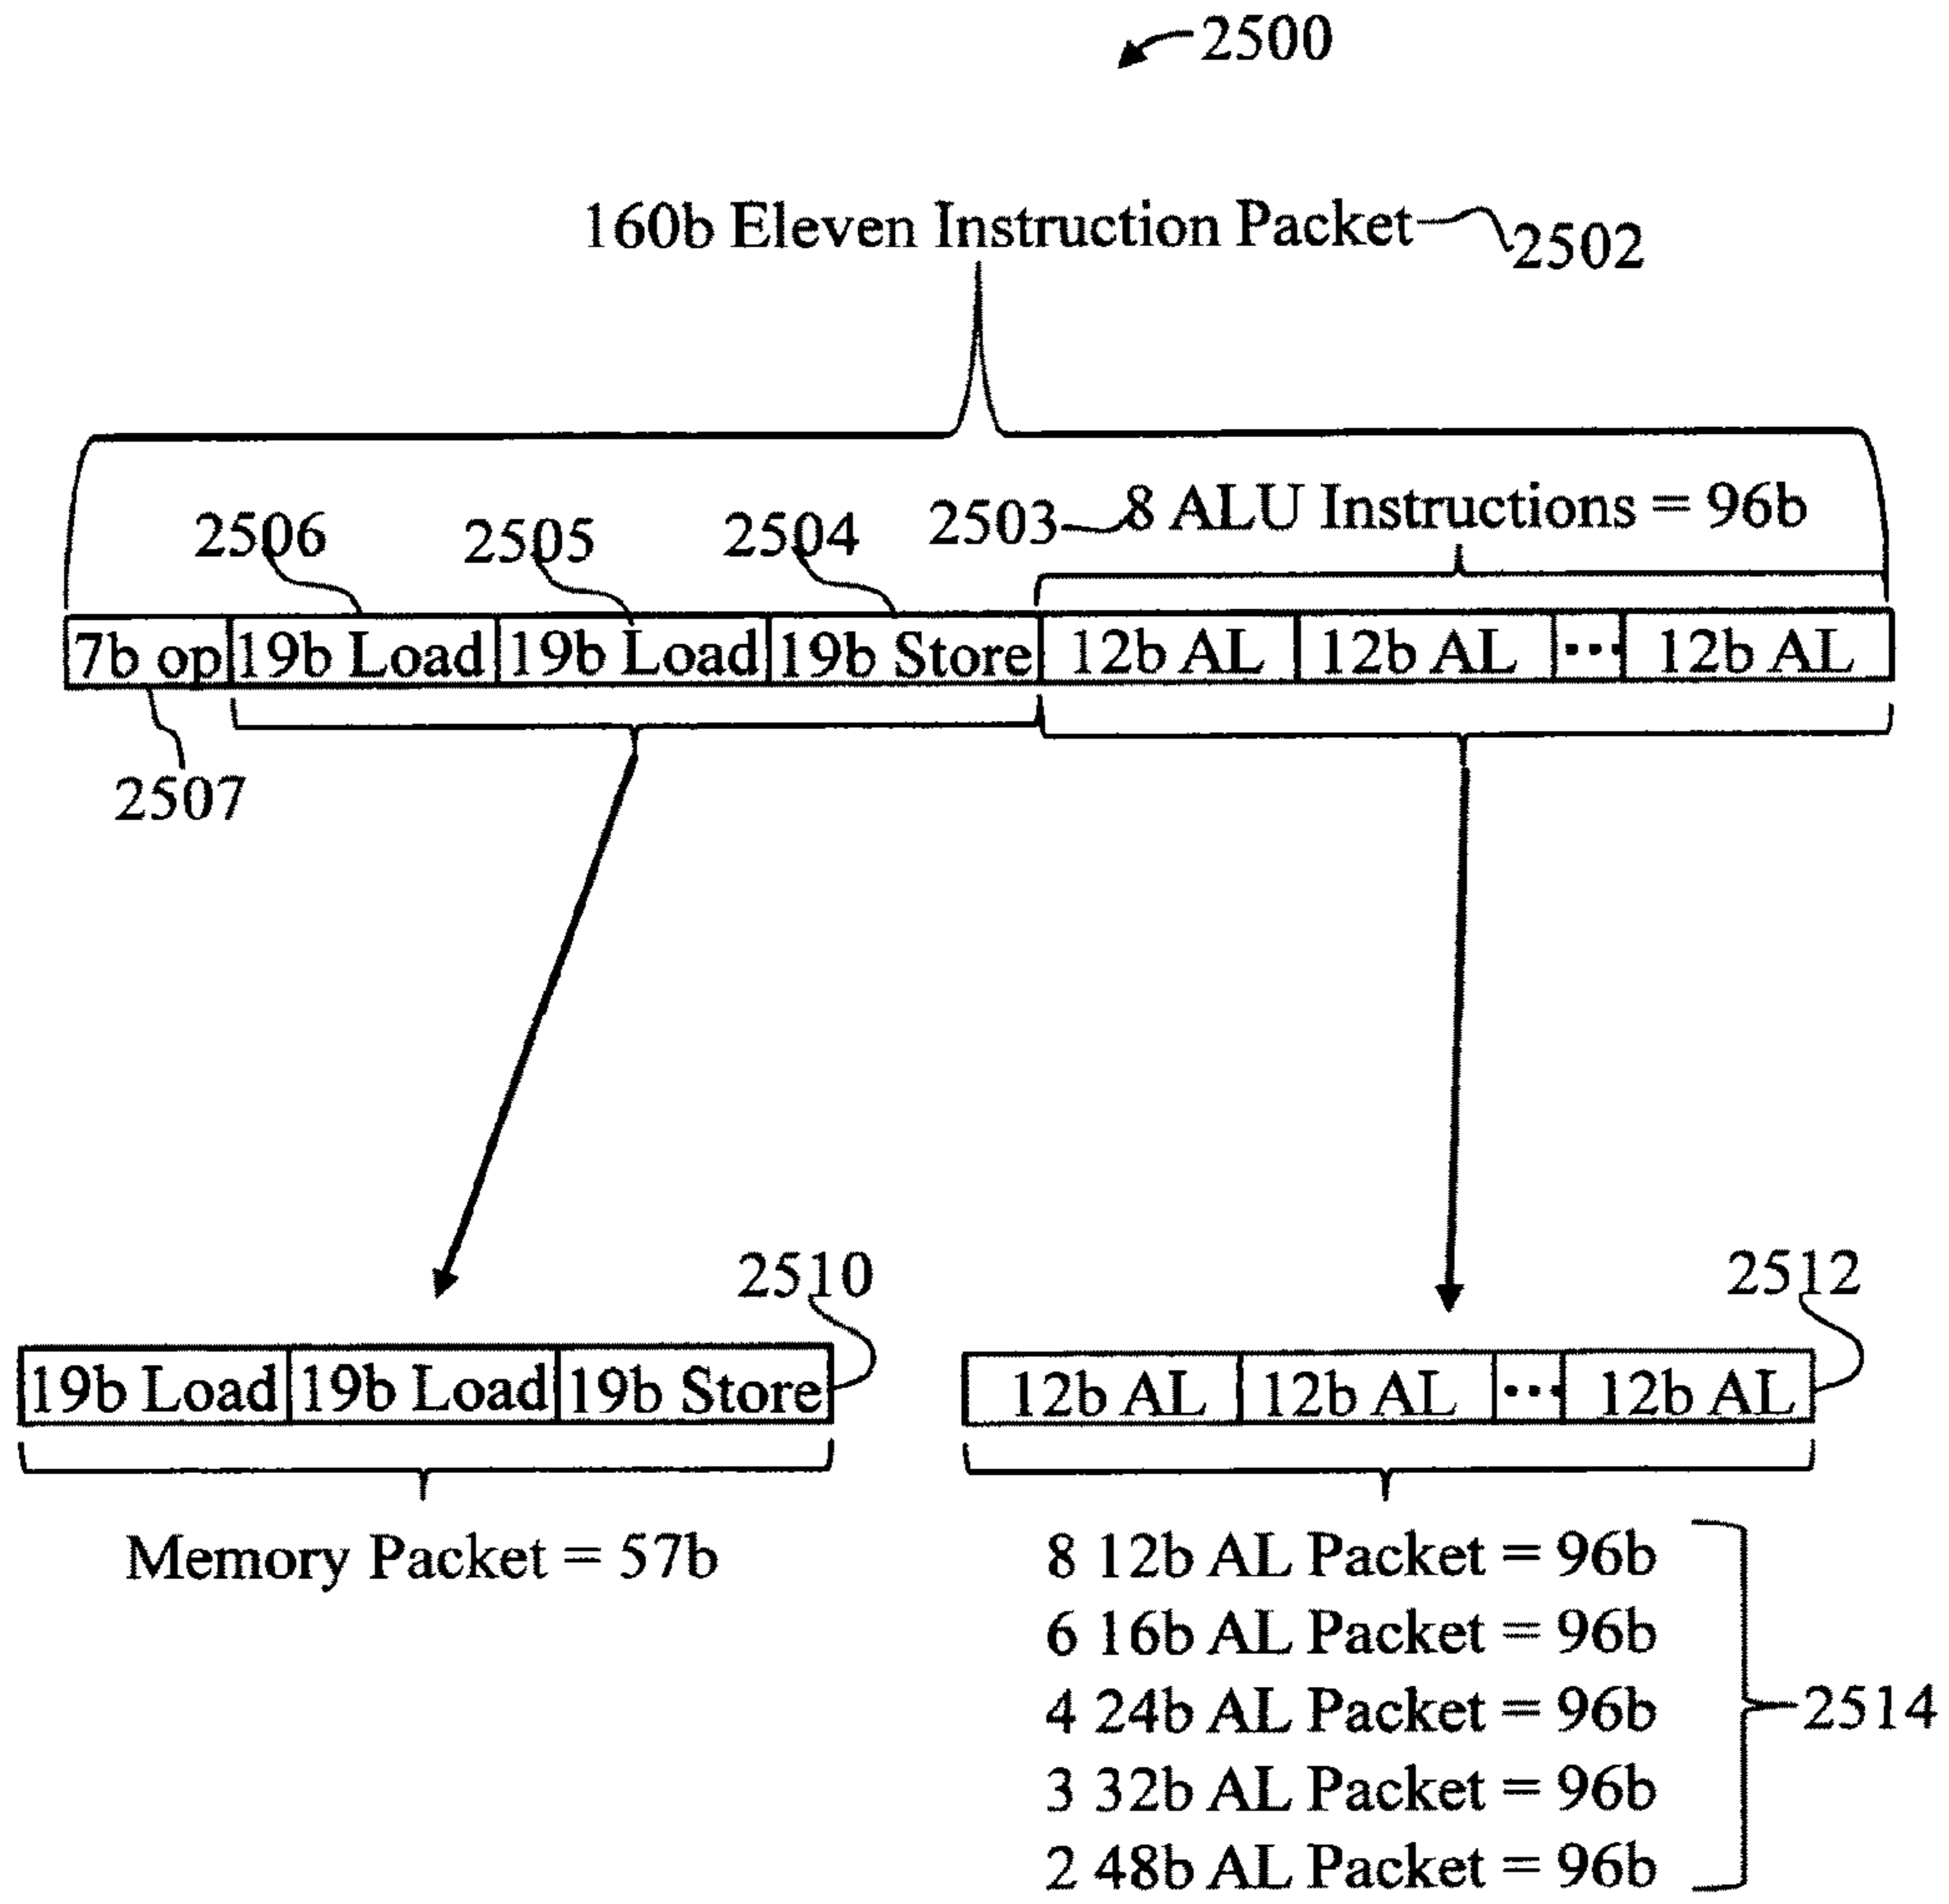 2500
160b Eleven Instruction Packet 2502
2506 2505 2504 2503 8 ALU Instructions = 96b
7b op 19b Load 19b Load 19b Store 12b AL 12b AL ... 12b AL
2507
2510 2512
19b Load 19b Load 19b Store 12b AL 12b AL ... 12b AL
Memory Packet = 57b
8 12b AL Packet = 96b
6 16b AL Packet = 96b
4 24b AL Packet = 96b
2514
3 32b AL Packet = 96b
2 48b AL Packet = 96b